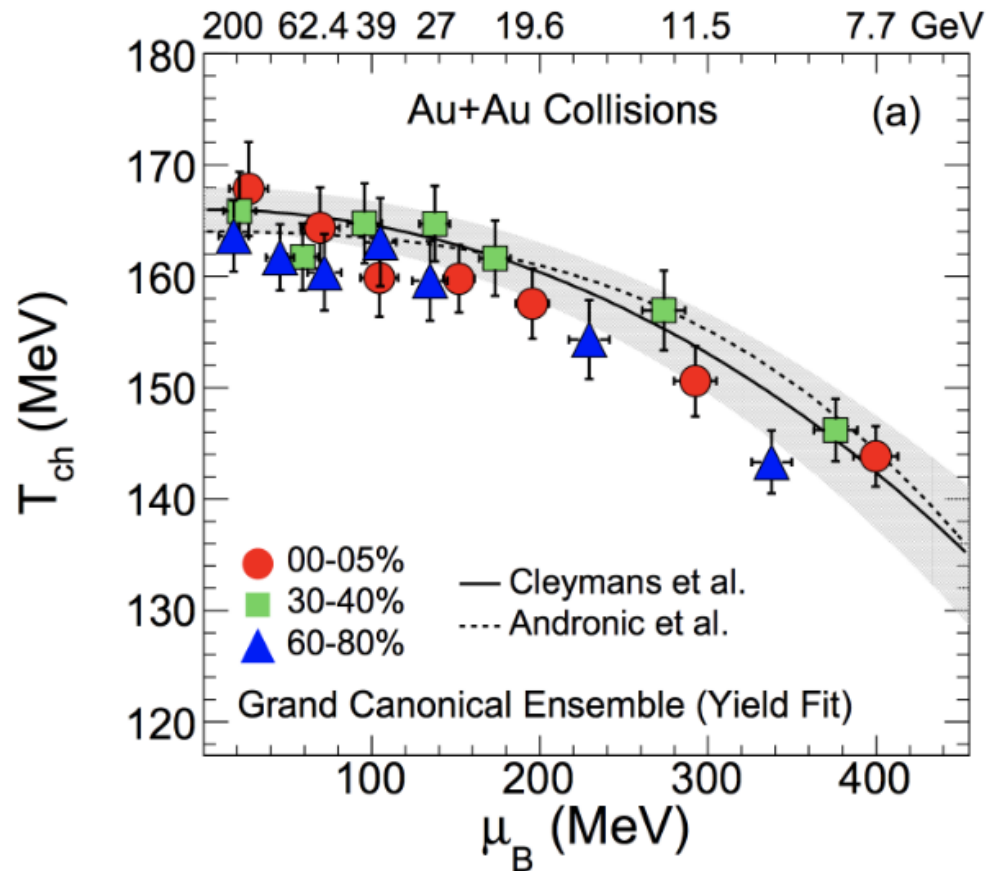 200 62.4 39 27 19.6 11.5 7.7 GeV
180
Au+Au Collisions (a)
170
160
150
140
130
120
T_ch (MeV)
00-05%
30-40%
60-80%
Cleymans et al.
Andronic et al.
Grand Canonical Ensemble (Yield Fit)
100 200 300 400
μ_B (MeV)